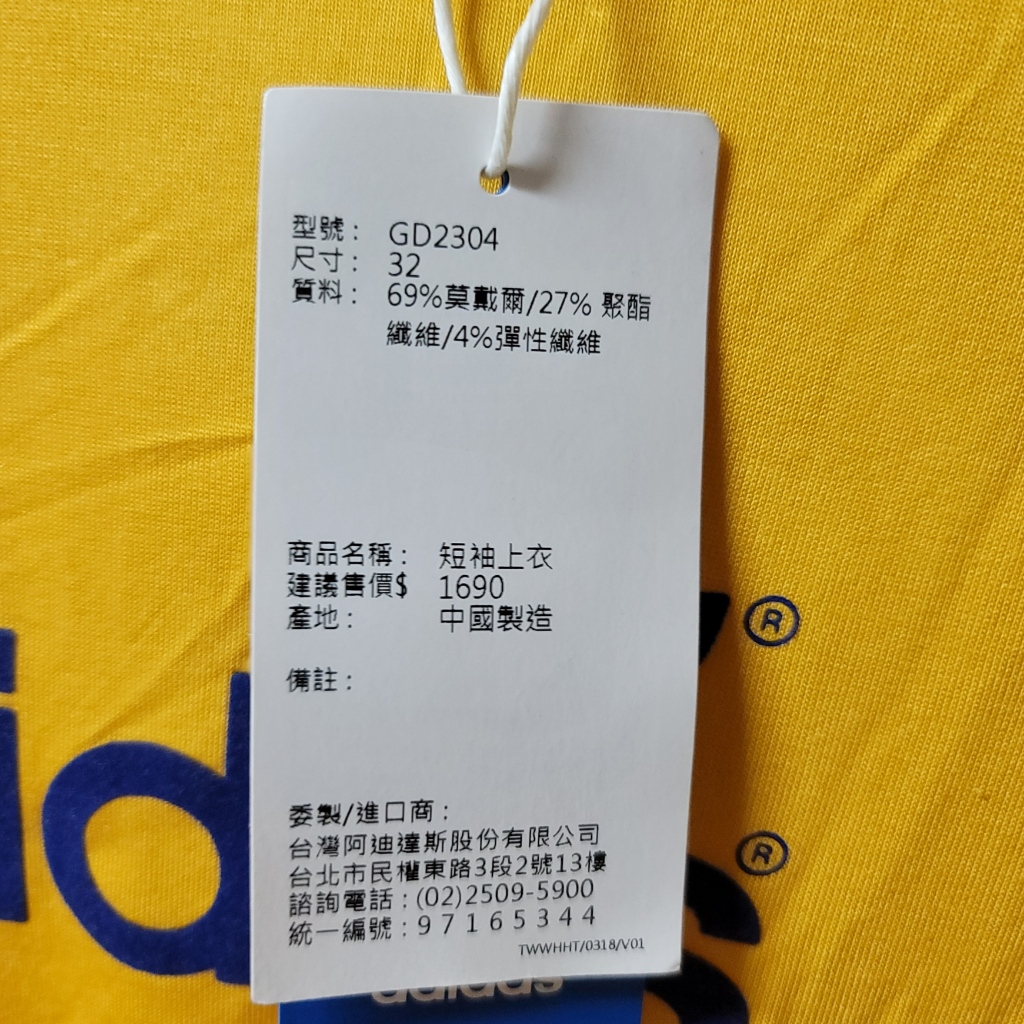 型號： GD2304
尺寸： 32
質料： 69%莫戴爾/27% 聚酯
纖維/4%彈性纖維
商品名稱： 短袖上衣
建議售價$ 1690
產地： 中國製造
備註：
委製/進口商：
台灣阿迪達斯股份有限公司
台北市民權東路3段2號13樓
諮詢電話：(02)2509-5900
統一編號：97165344
TWWHHT/0318/V01
®
®
adidas